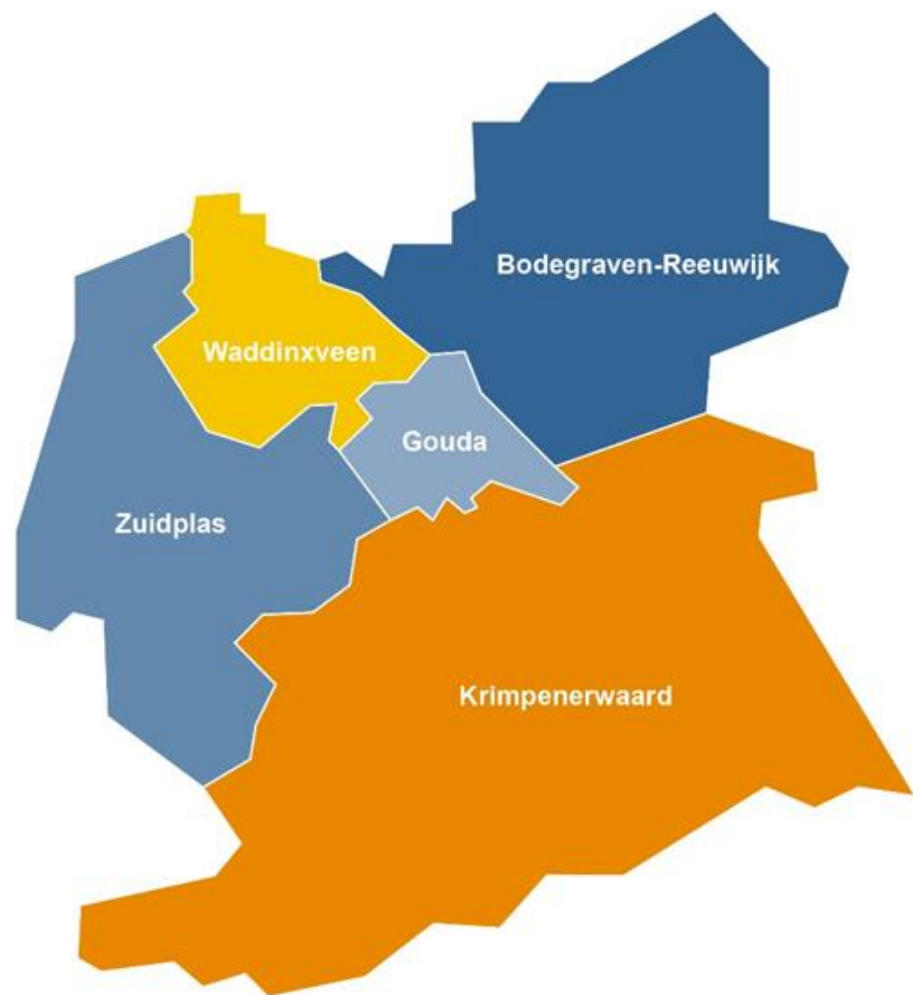 Bodegraven-Reeuwijk
Waddinxveen
Gouda
Zuidplas
Krimpenerwaard